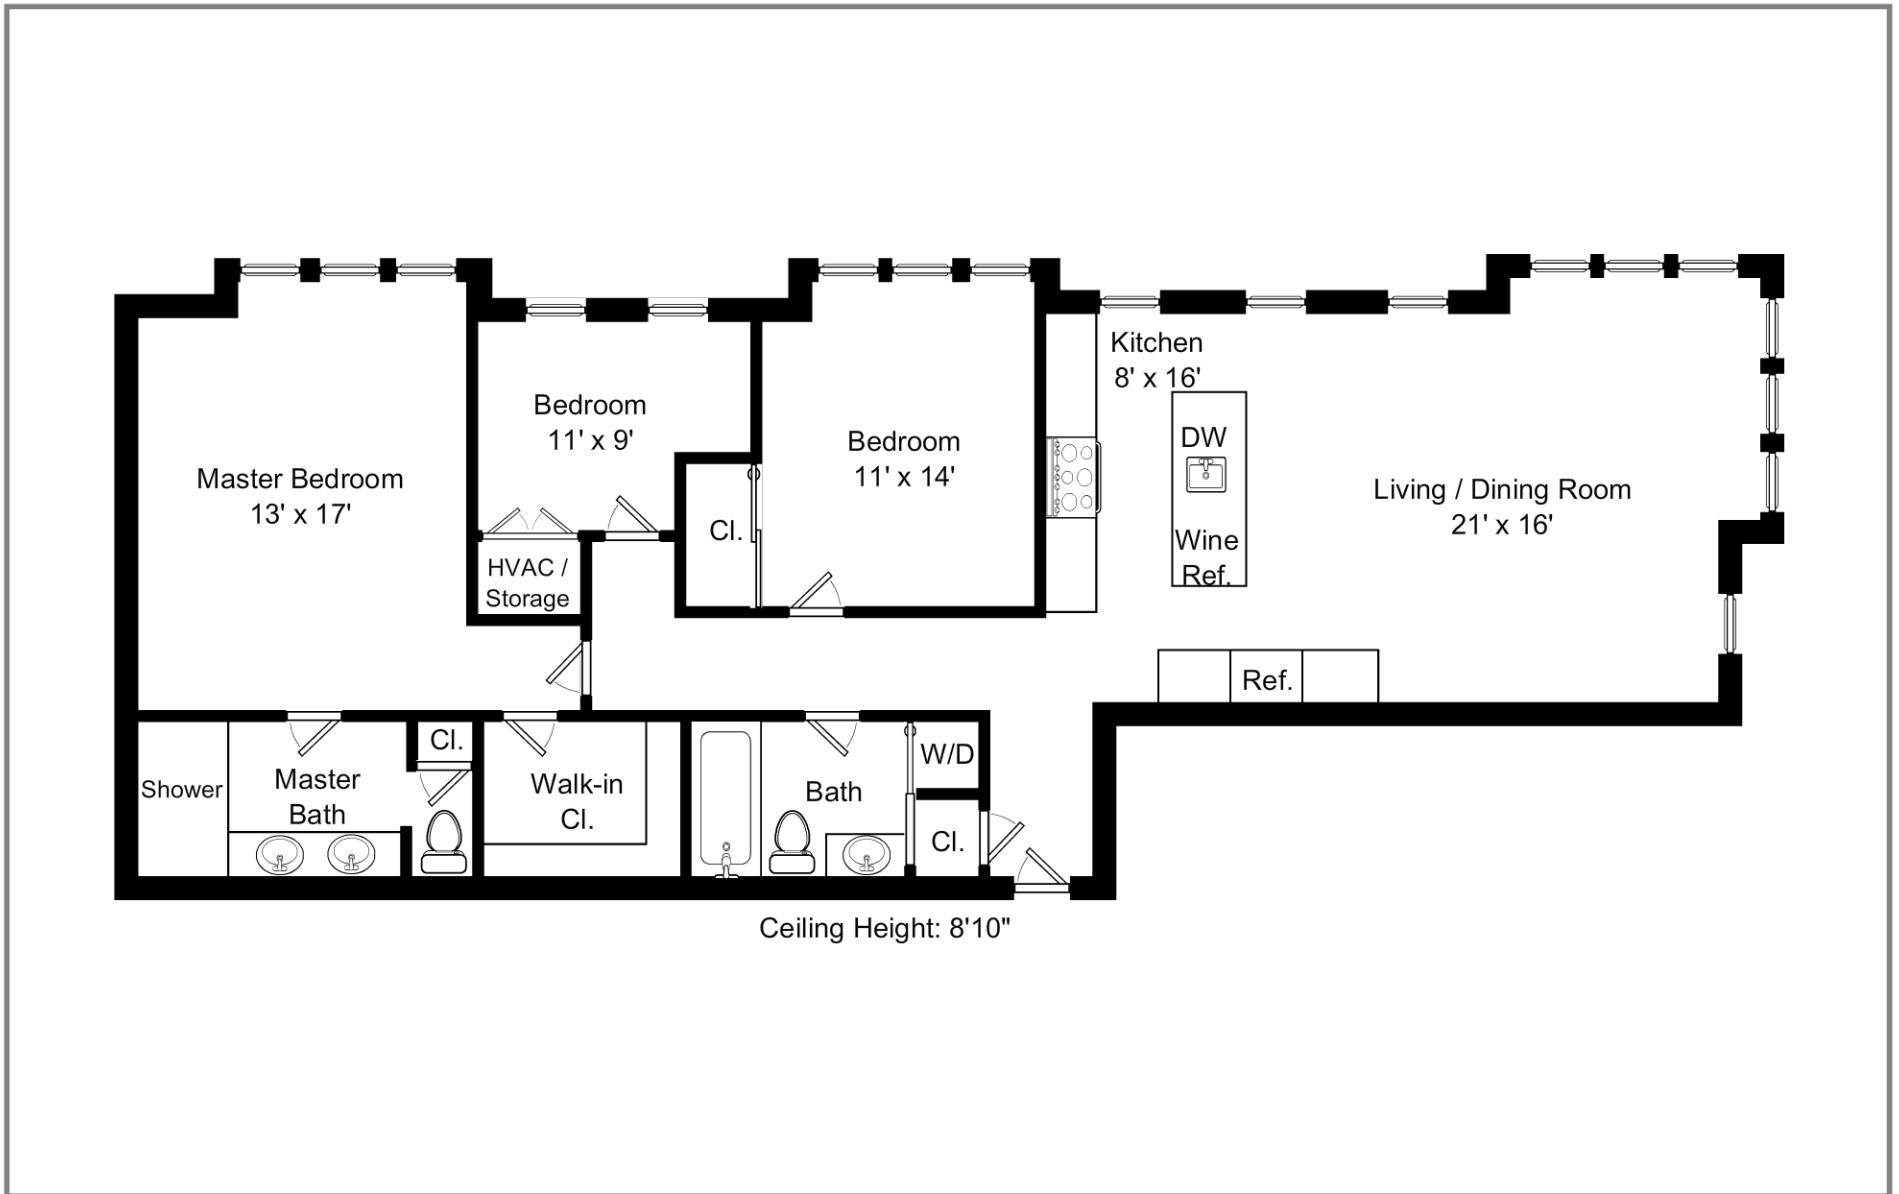 Kitchen
8' x 16'
Bedroom
11' x 9'
Bedroom
11' x 14'
DW
Master Bedroom
13' x 17'
Living / Dining Room
21' x 16'
Cl.
Wine
Ref.
HVAC /
Storage
Ref.
Cl.
W/D
Shower
Master
Bath
Walk-in
Cl.
Bath
Cl.
Ceiling Height: 8'10"